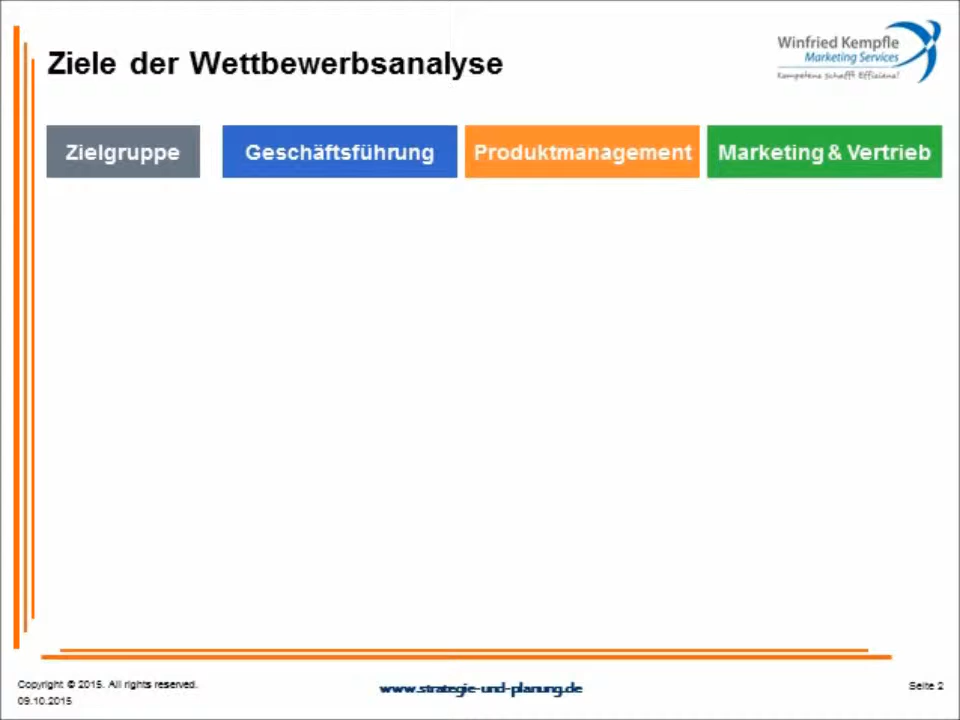 Ziele der Wettbewerbsanalyse
Winfried Kempfle
Marketing Services
Kompetenz schafft Effizienz!
Zielgruppe
Geschäftsführung
Produktmanagement
Marketing & Vertrieb
Copyright © 2015. All rights reserved.
09.10.2015
www.strategie-und-planung.de
Seite 2